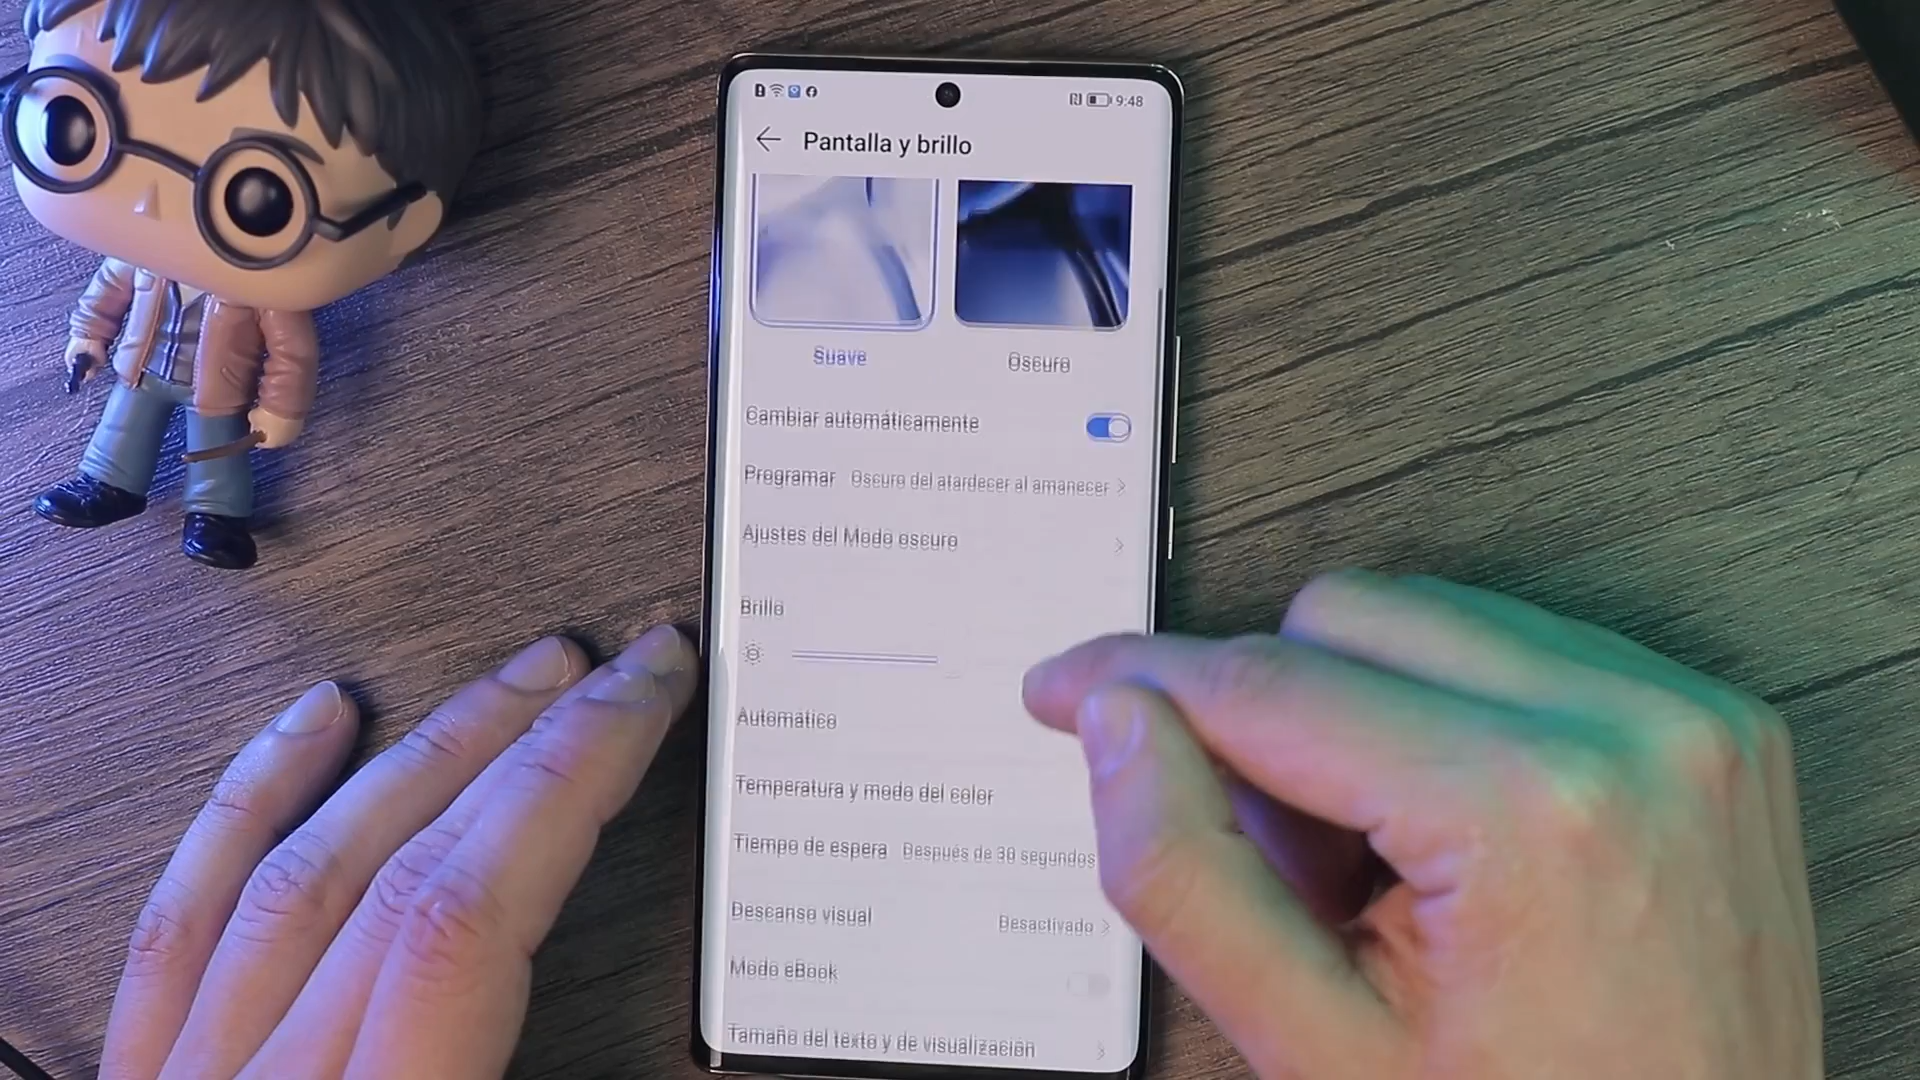 9:48
Pantalla y brillo
Suave
Oscuro
Cambiar automáticamente
Programar Oscuro del atardecer al amanecer
Ajustes del Modo oscuro
Brillo
Automático
Temperatura y modo del color
Tiempo de espera Después de 30 segundos
Descanso visual Desactivado
Modo eBook
Tamaño del texto y de visualización